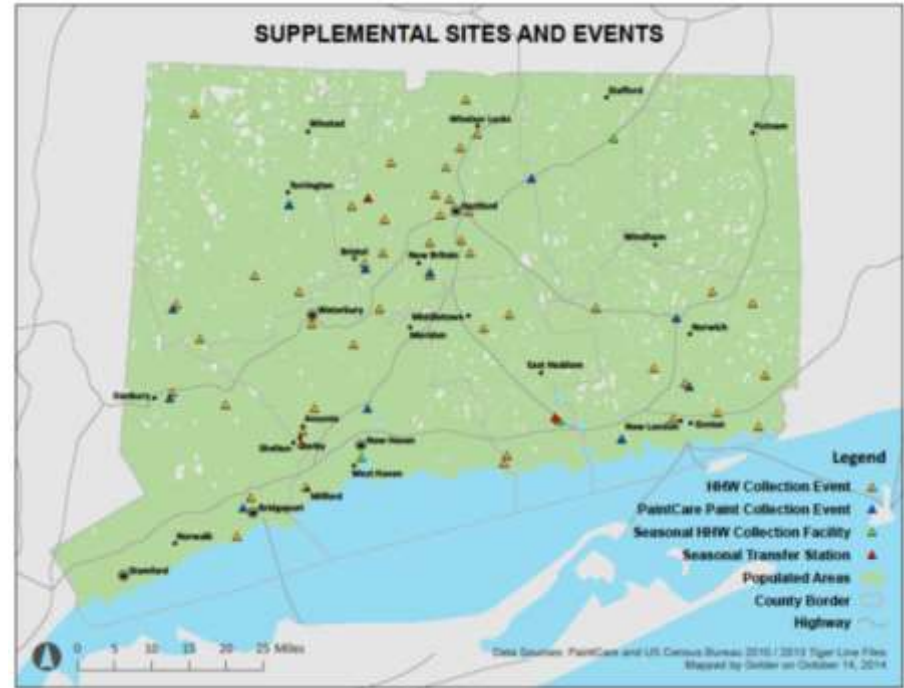 SUPPLEMENTAL SITES AND EVENTS
Stafford
Winsted
Windsor Locks
Putnam
Torrington
Hartford
Windham
Bristol
New Britain
Waterbury
Middletown
Meriden
Norwich
East Haddam
Danbury
Ansonia
Shelton
Derby
New Haven
New London
Groton
West Haven
Milford
Bridgeport
Norwalk
Stamford
Legend
HHW Collection Event
PaintCare Paint Collection Event
Seasonal HHW Collection Facility
Seasonal Transfer Station
Populated Areas
County Border
Highway
0 5 10 15 20 25 Miles
Data Sources: PaintCare and US Census Bureau 2010 / 2013 Tiger Line Files
Mapped by Golder on October 14, 2014